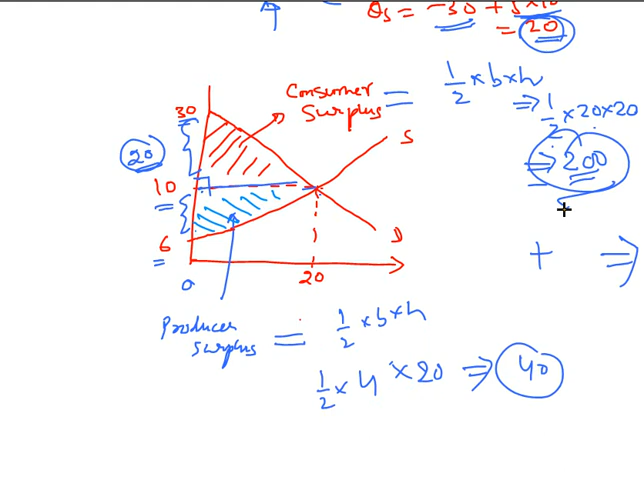 Qs = -30 + 5×10
= 20
Consumer Surplus = 1/2 × b × h
⇒ 1/2 × 20 × 20
⇒ 200
30
20
S
10
6
+ ⇒
D
0
20
Producer Surplus = 1/2 × b × h
1/2 × 4 × 20 ⇒ 40